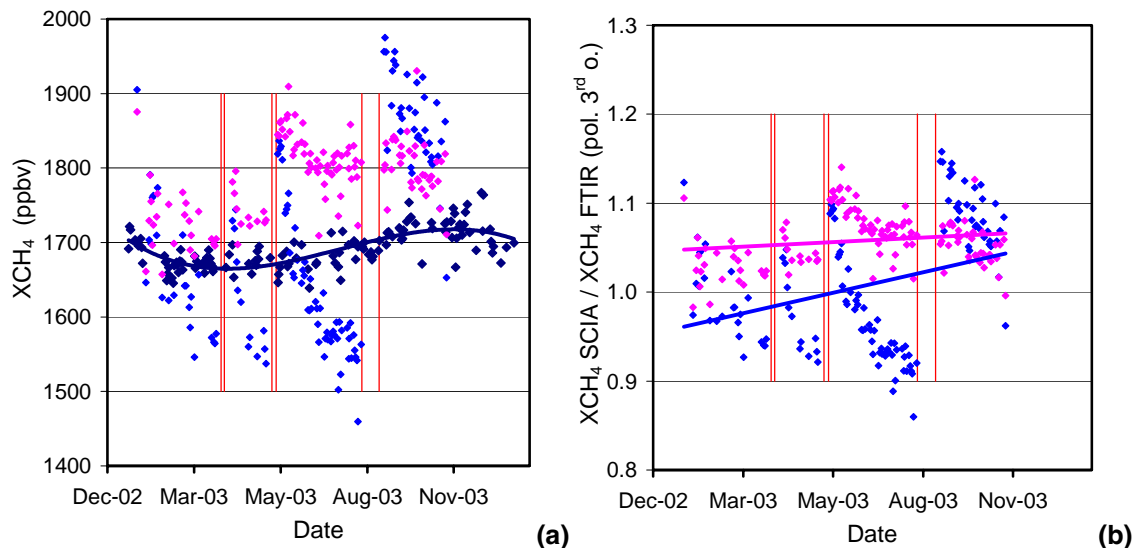 2000
1900
1800
1700
1600
1500
1400
XCH4 (ppbv)
Dec-02 Mar-03 May-03 Aug-03 Nov-03
Date
(a)
1.3
1.2
1.1
1.0
0.9
0.8
XCH4 SCIA / XCH4 FTIR (pol. 3rd o.)
Dec-02 Mar-03 May-03 Aug-03 Nov-03
Date
(b)